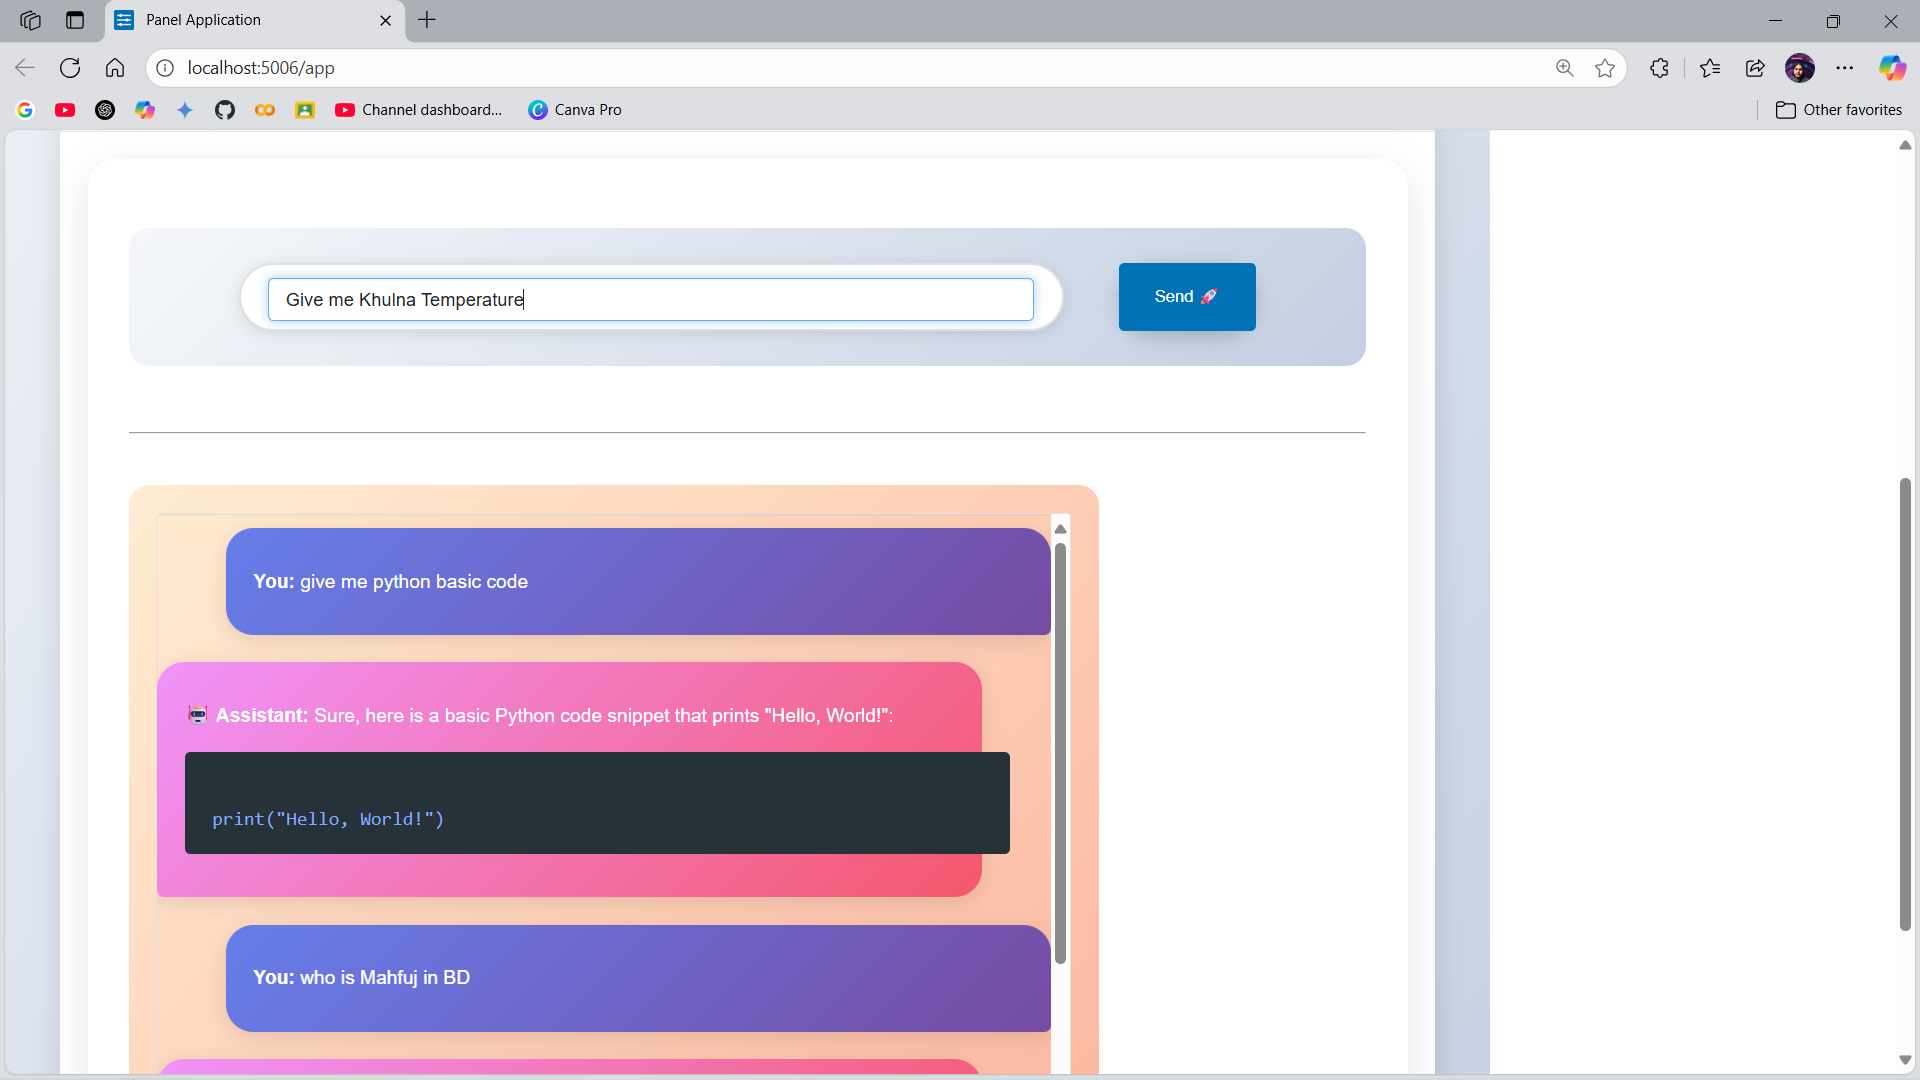 Panel Application
localhost:5006/app
Channel dashboard...
Canva Pro
Other favorites
Give me Khulna Temperature
Send 🚀
You: give me python basic code
🤖 Assistant: Sure, here is a basic Python code snippet that prints "Hello, World!":
print("Hello, World!")
You: who is Mahfuj in BD